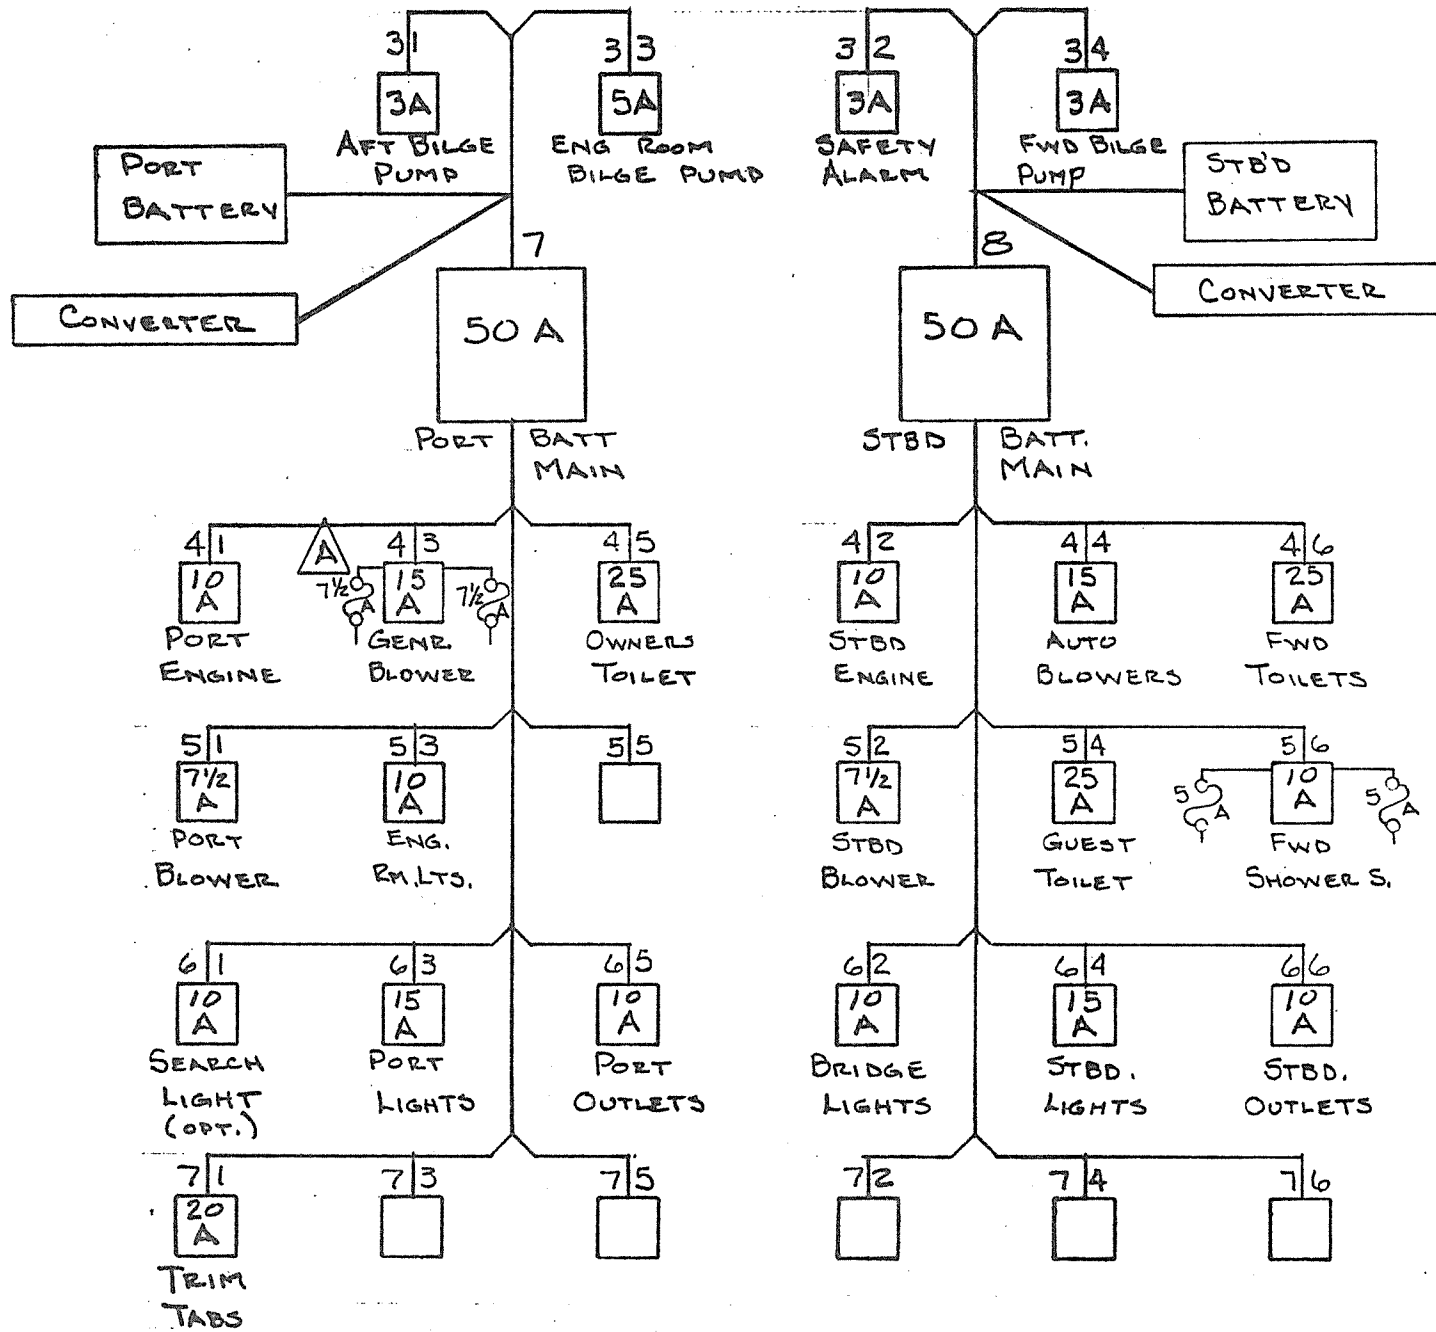 31
33
32
34
3A
5A
3A
3A
AFT BILGE
PUMP
ENG ROOM
BILGE PUMP
SAFETY
ALARM
FWD BILGE
PUMP
PORT
BATTERY
STB'D
BATTERY
7
8
CONVERTER
CONVERTER
50 A
50 A
PORT BATT
MAIN
STBD BATT.
MAIN
41
A
43
45
42
44
46
10
A
7½
A
15
A
7½
A
25
A
10
A
15
A
25
A
PORT
ENGINE
GENR.
BLOWER
OWNERS
TOILET
STBD
ENGINE
AUTO
BLOWERS
FWD
TOILETS
51
53
55
52
54
56
7½
A
10
A
7½
A
25
A
5
A
10
A
5
A
PORT
BLOWER
ENG.
RM. LTS.
STBD
BLOWER
GUEST
TOILET
FWD
SHOWER S.
61
63
65
62
64
66
10
A
15
A
10
A
10
A
15
A
10
A
SEARCH
LIGHT
(OPT.)
PORT
LIGHTS
PORT
OUTLETS
BRIDGE
LIGHTS
STBD.
LIGHTS
STBD.
OUTLETS
71
73
75
72
74
76
20
A
TRIM
TABS